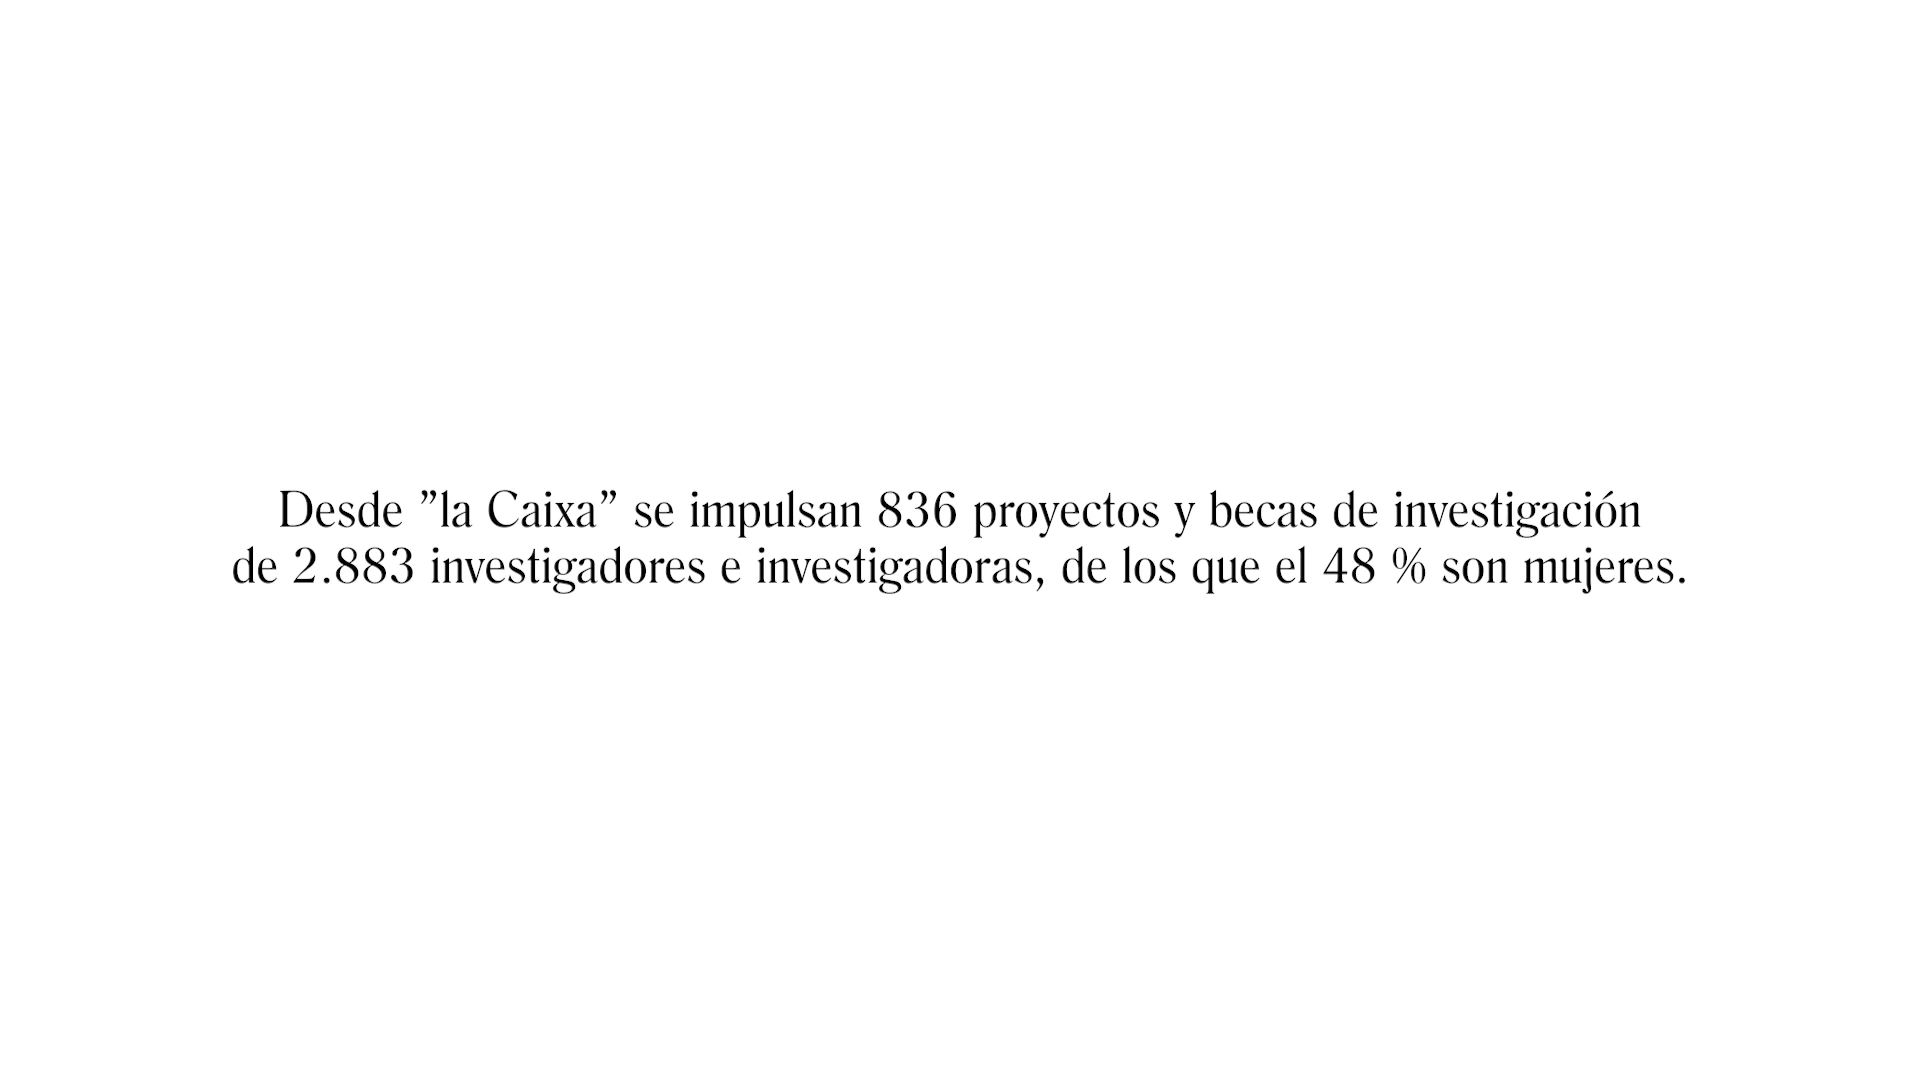 Desde ”la Caixa” se impulsan 836 proyectos y becas de investigación
de 2.883 investigadores e investigadoras, de los que el 48 % son mujeres.